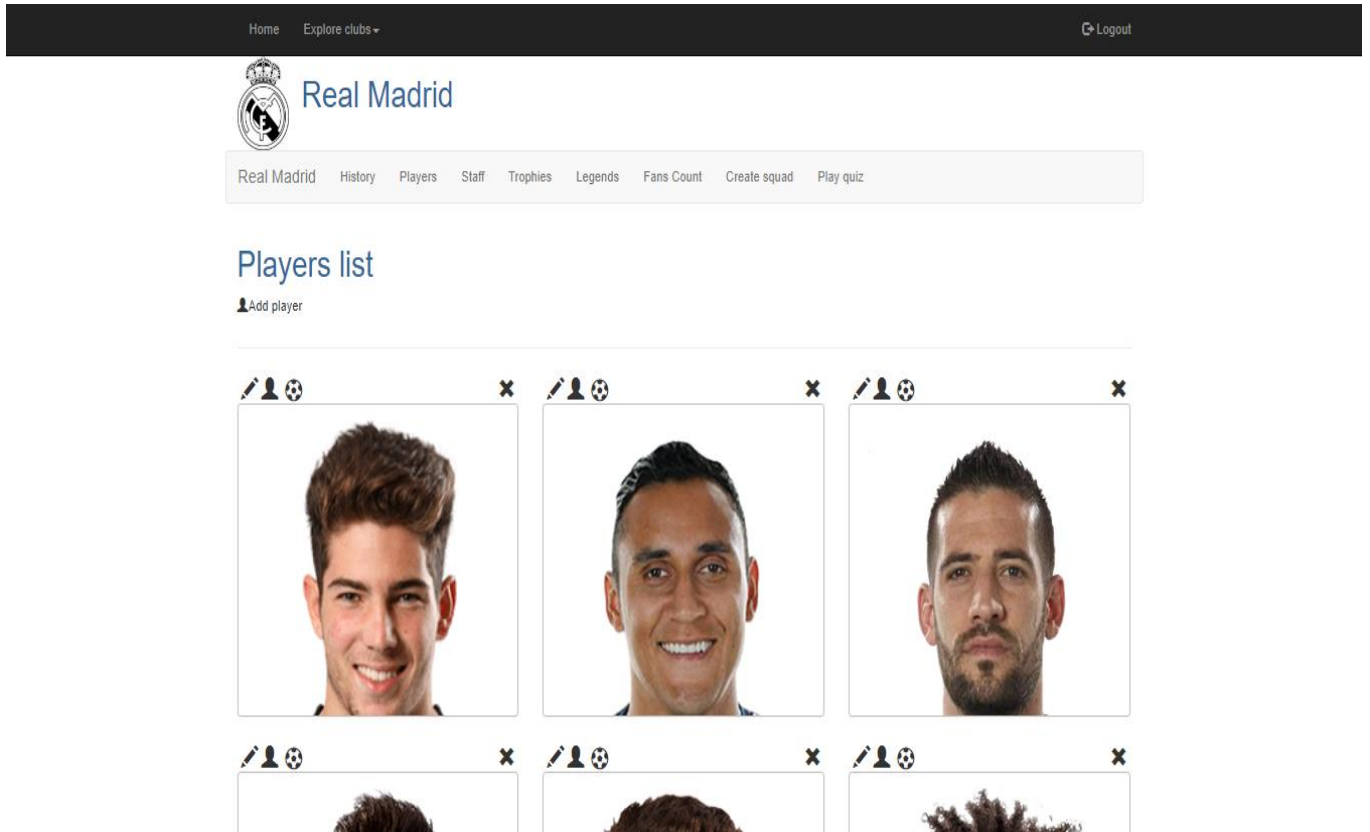 Home Explore clubs Logout
Real Madrid
Real Madrid History Players Staff Trophies Legends Fans Count Create squad Play quiz
Players list
Add player